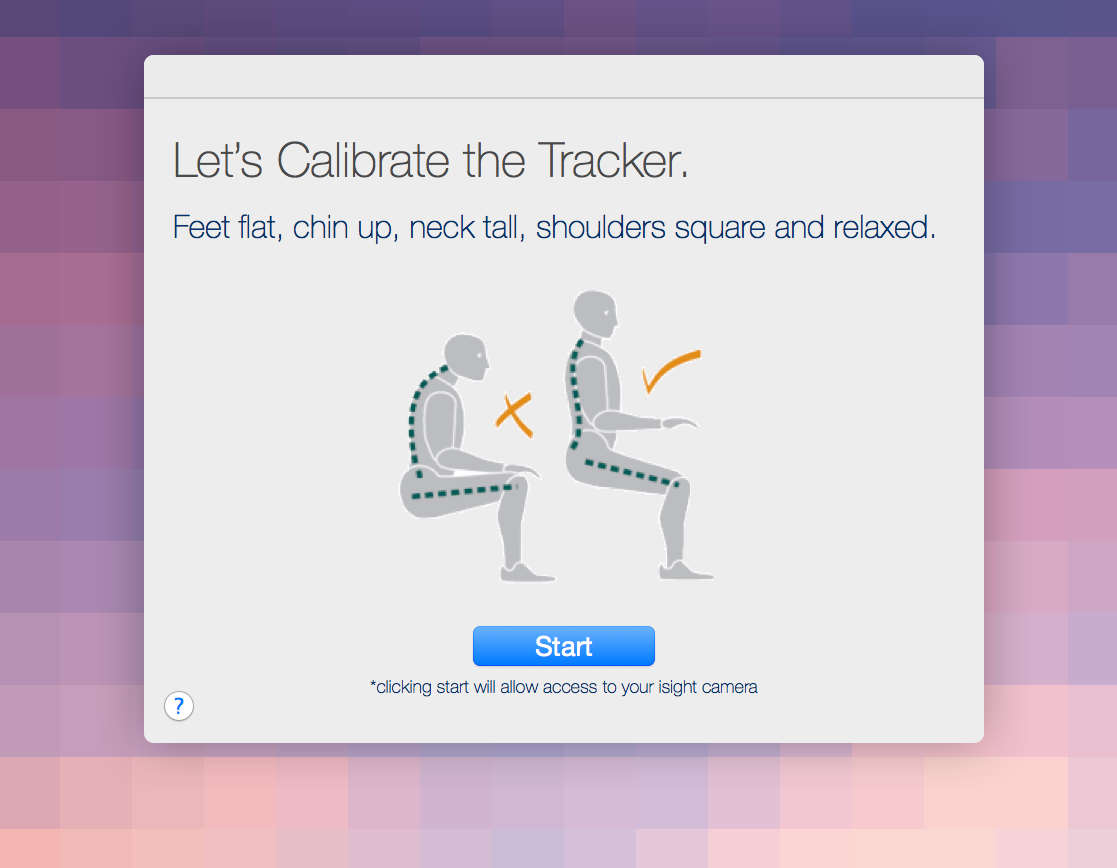 Let’s Calibrate the Tracker.
Feet flat, chin up, neck tall, shoulders square and relaxed.
Start
*clicking start will allow access to your isight camera
?